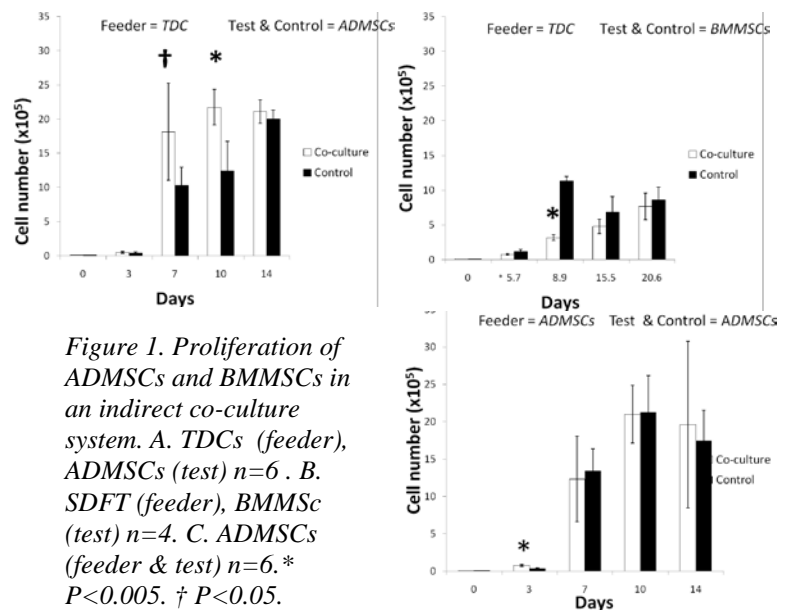 Feeder = TDC Test & Control = ADMSCs
Cell number (x10⁵)
35
30
25
20
15
10
5
0
†
*
Co-culture
Control
0 3 7 10 14
Days
Feeder = TDC Test & Control = BMMSCs
Cell number (x10⁵)
35
30
25
20
15
10
5
0
*
Co-culture
Control
0 * 5.7 8.9 15.5 20.6
Days
Figure 1. Proliferation of
ADMSCs and BMMSCs in
an indirect co-culture
system. A. TDCs (feeder),
ADMSCs (test) n=6 . B.
SDFT (feeder), BMMSc
(test) n=4. C. ADMSCs
(feeder & test) n=6.*
P<0.005. † P<0.05.
Feeder = ADMSCs Test & Control = ADMSCs
Cell number (x10⁵)
35
30
25
20
15
10
5
0
*
Co-culture
Control
0 3 7 10 14
Days